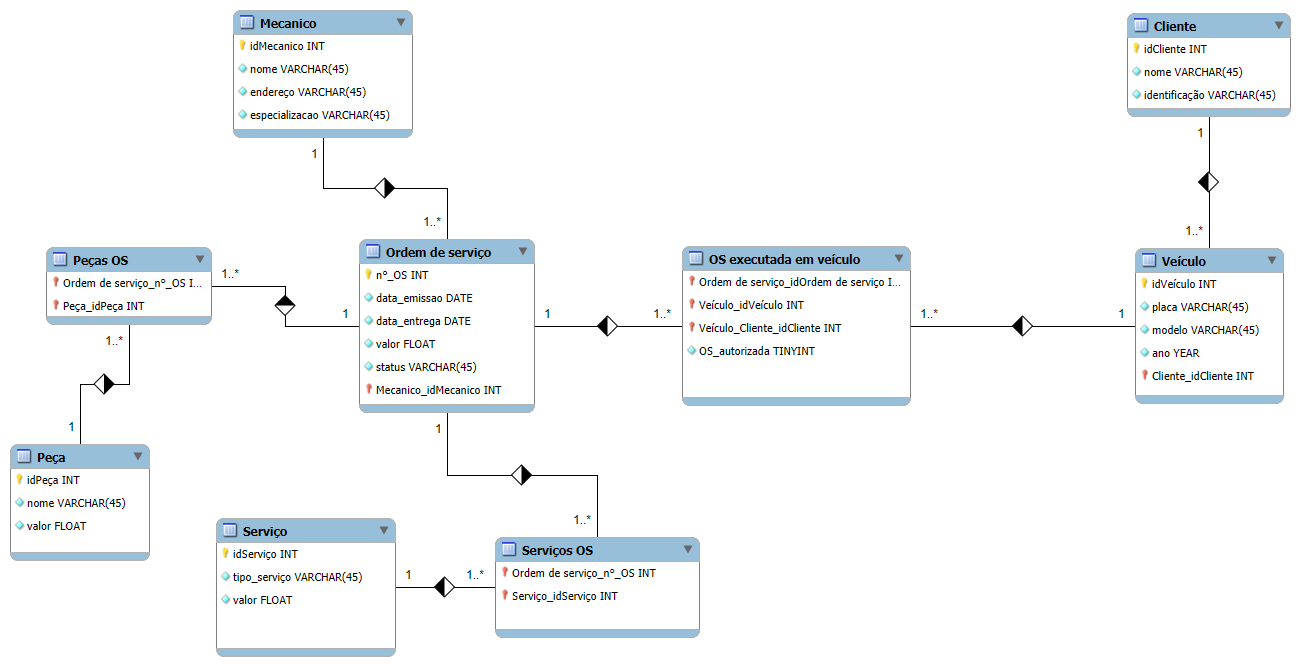 Mecanico
idMecanico INT
nome VARCHAR(45)
endereço VARCHAR(45)
especializacao VARCHAR(45)
1
1..*
Cliente
idCliente INT
nome VARCHAR(45)
identificação VARCHAR(45)
1
1..*
Peças OS
Ordem de serviço_n°_OS I...
Peça_idPeça INT
1..*
1
1..*
1
Ordem de serviço
n°_OS INT
data_emissao DATE
data_entrega DATE
valor FLOAT
status VARCHAR(45)
Mecanico_idMecanico INT
1
1..*
OS executada em veículo
Ordem de serviço_idOrdem de serviço I...
Veículo_idVeículo INT
Veículo_Cliente_idCliente INT
OS_autorizada TINYINT
1..*
1
Veículo
idVeículo INT
placa VARCHAR(45)
modelo VARCHAR(45)
ano YEAR
Cliente_idCliente INT
Peça
idPeça INT
nome VARCHAR(45)
valor FLOAT
1
1..*
Serviço
idServiço INT
tipo_serviço VARCHAR(45)
valor FLOAT
1
1..*
Serviços OS
Ordem de serviço_n°_OS INT
Serviço_idServiço INT